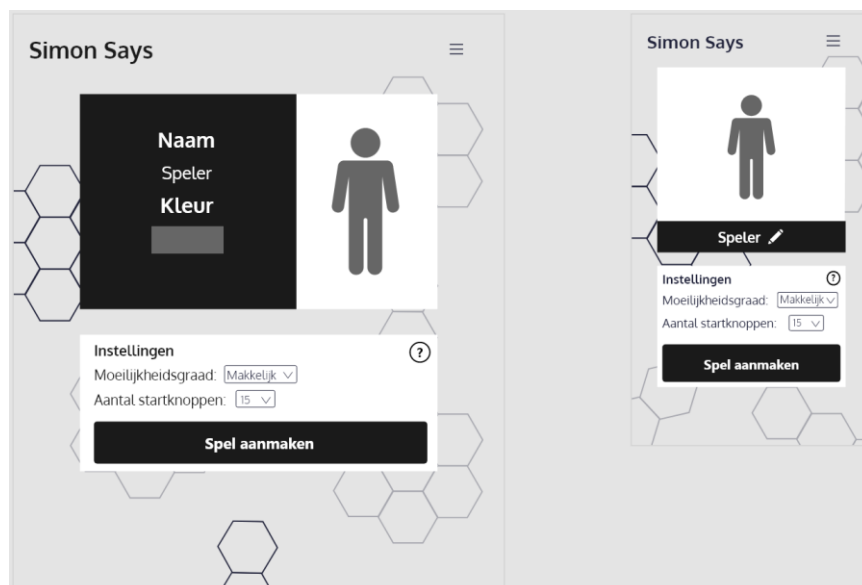 Simon Says
Naam
Speler
Kleur
Instellingen
?
Moeilijkheidsgraad: Makkelijk
Aantal startknoppen: 15
Spel aanmaken
Simon Says
Speler
Instellingen
?
Moeilijkheidsgraad: Makkelijk
Aantal startknoppen: 15
Spel aanmaken